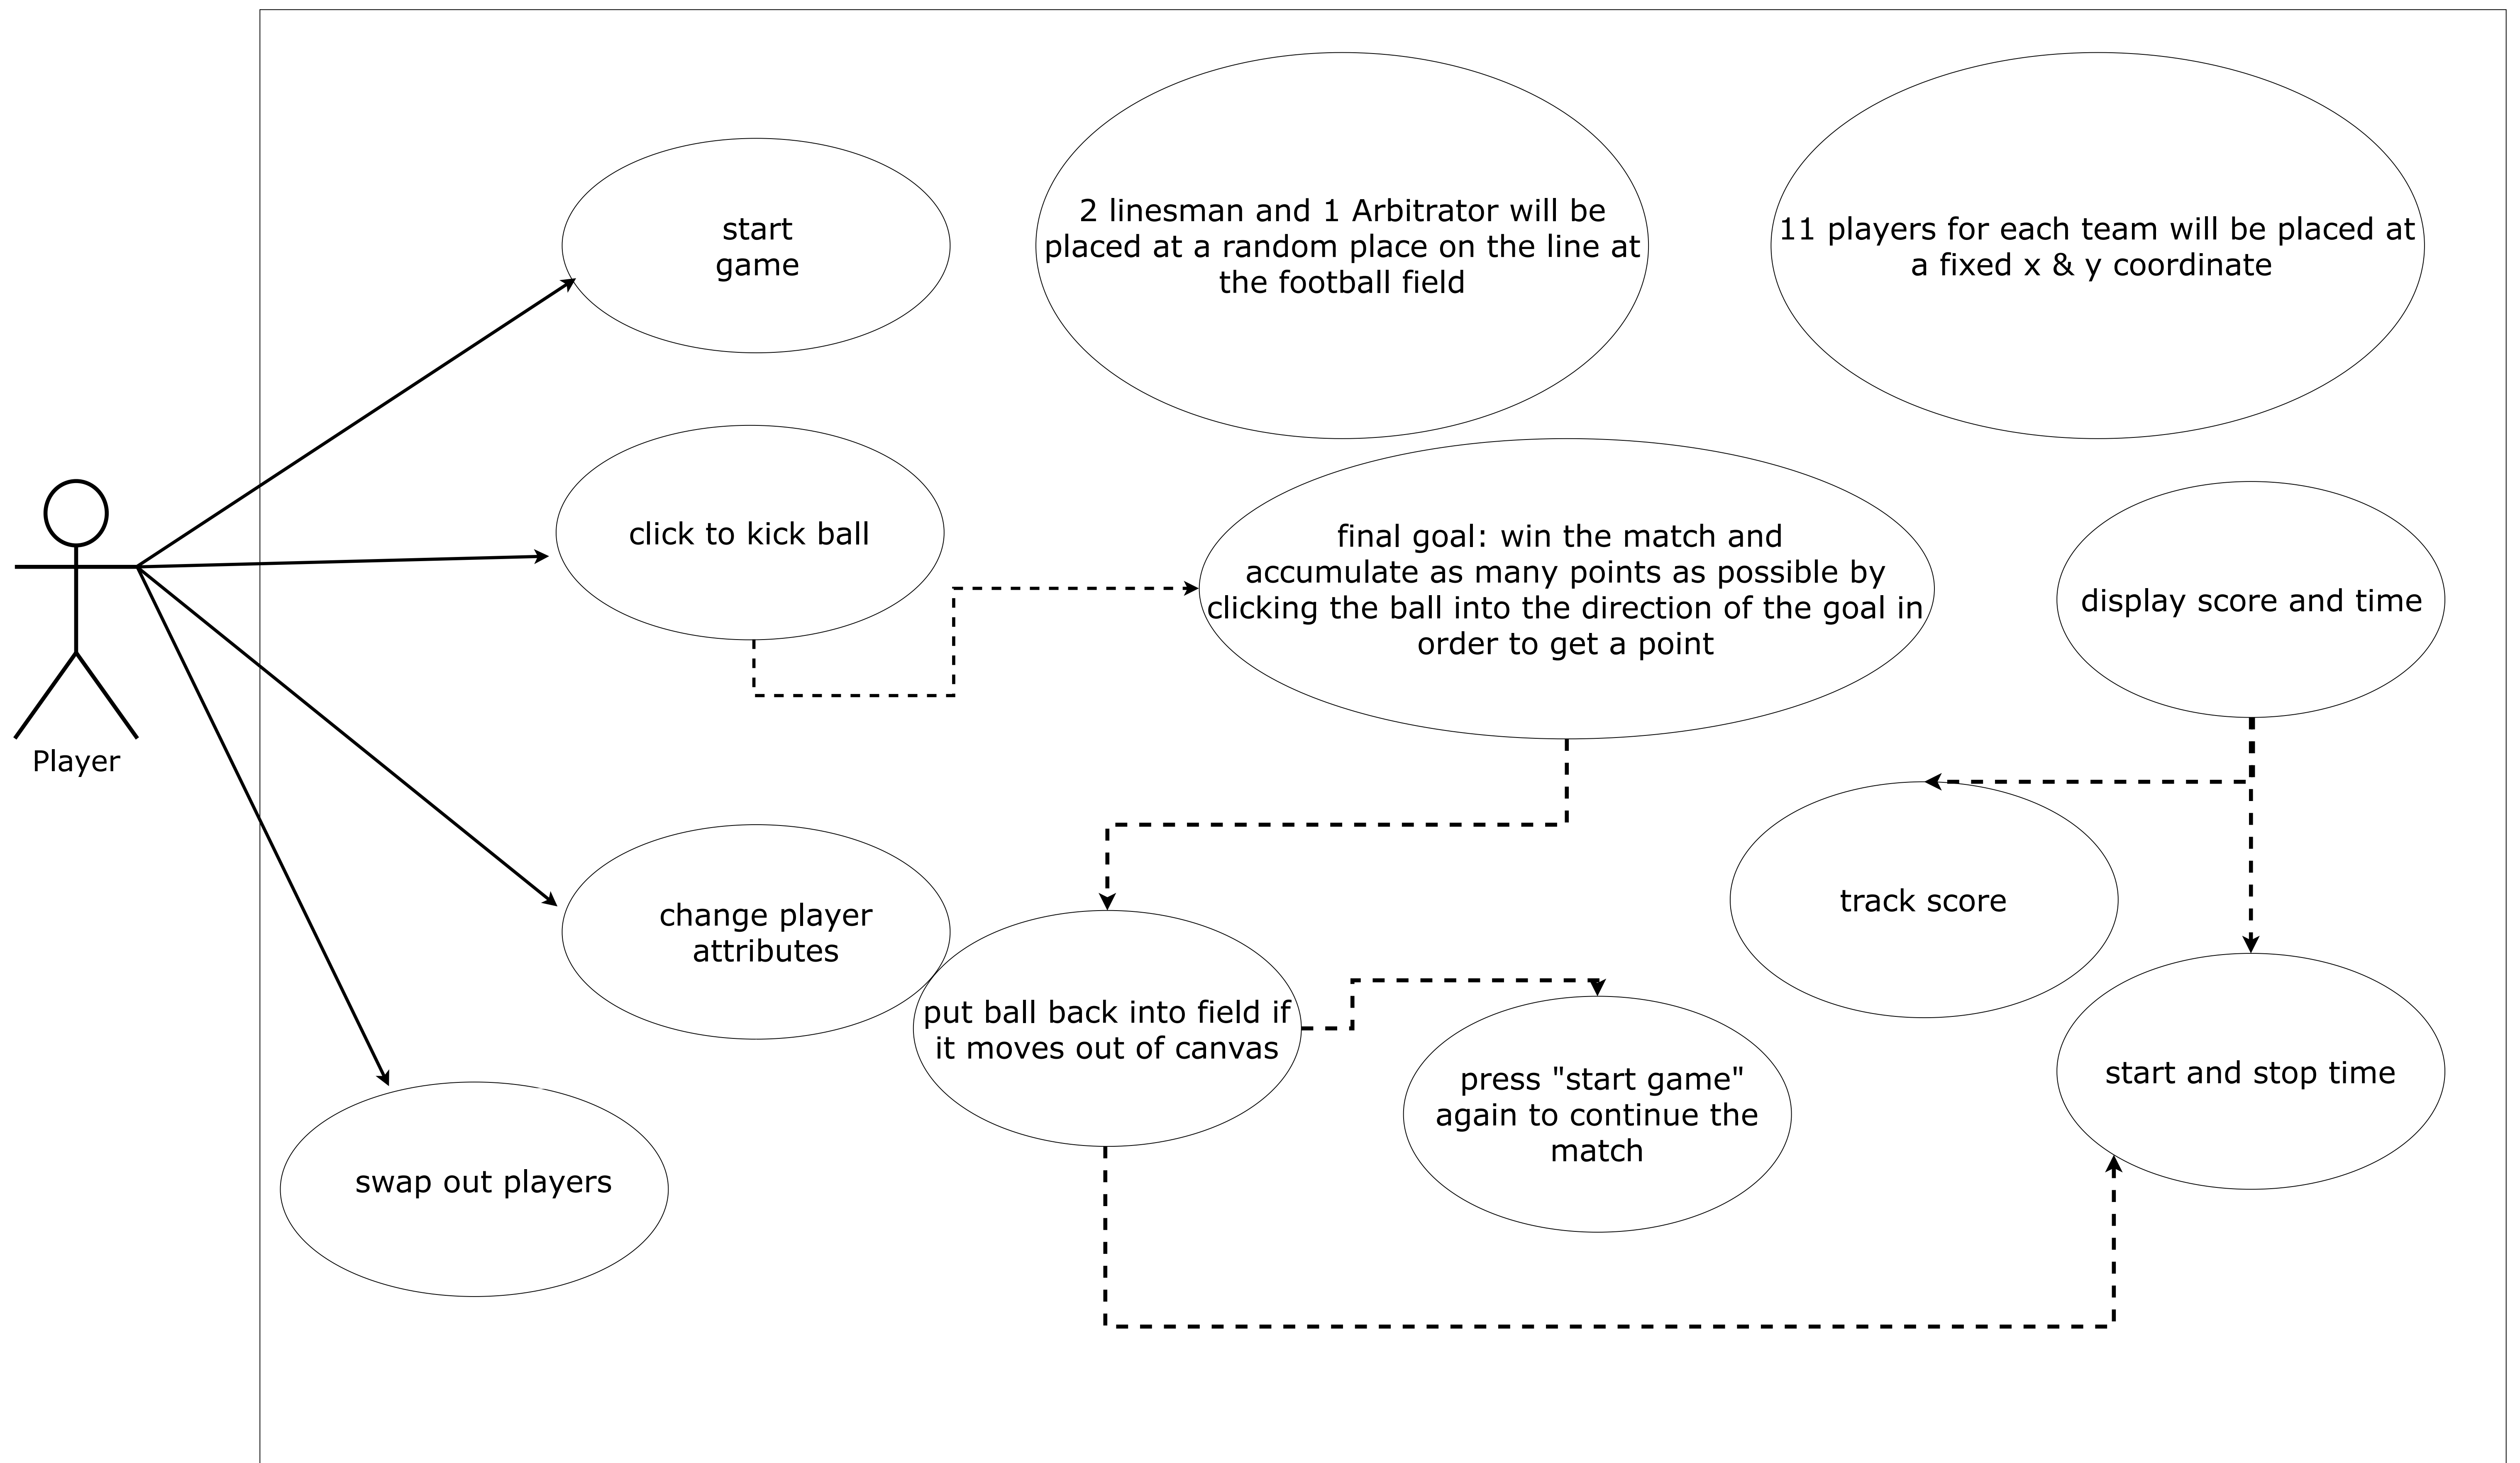 start
game
2 linesman and 1 Arbitrator will be
placed at a random place on the line at
the football field
11 players for each team will be placed at
a fixed x & y coordinate
click to kick ball
final goal: win the match and
accumulate as many points as possible by
clicking the ball into the direction of the goal in
order to get a point
display score and time
Player
change player
attributes
track score
put ball back into field if
it moves out of canvas
press "start game"
again to continue the
match
start and stop time
swap out players